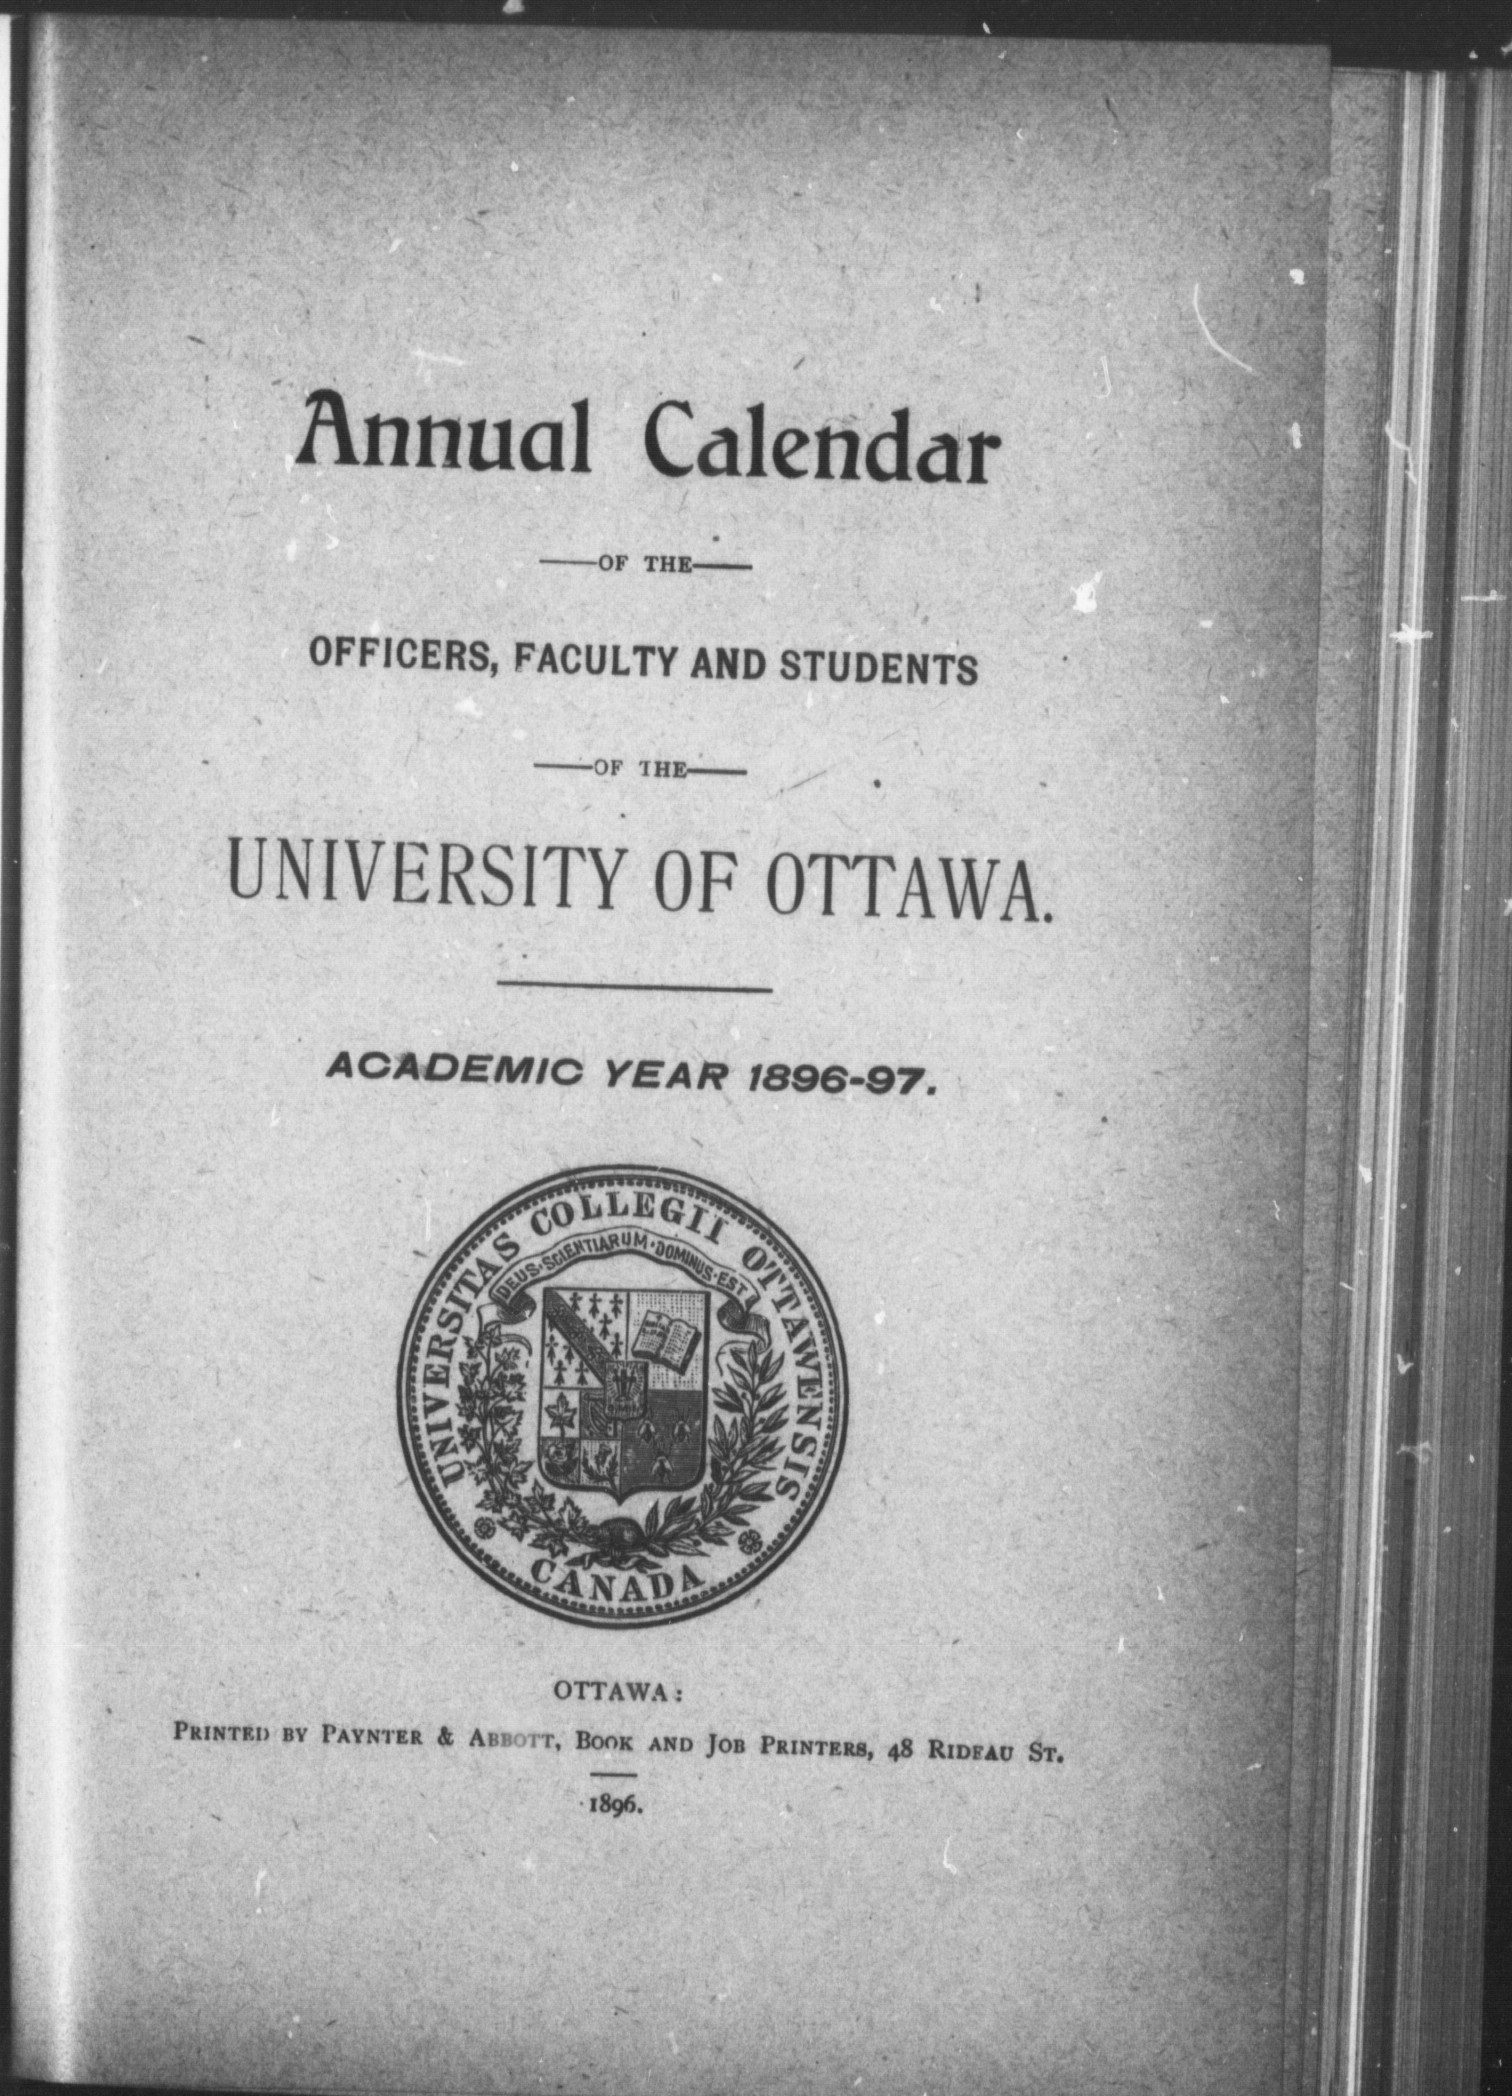 Annual Calendar
—OF THE—
OFFICERS, FACULTY AND STUDENTS
—OF THE—
UNIVERSITY OF OTTAWA.
ACADEMIC YEAR 1896-97.
UNIVERSITAS COLLEGII OTTAWENSIS
DEUS·SCIENTIARUM·DOMINUS·EST
CANADA
OTTAWA:
PRINTED BY PAYNTER & ABBOTT, BOOK AND JOB PRINTERS, 48 RIDEAU ST.
1896.